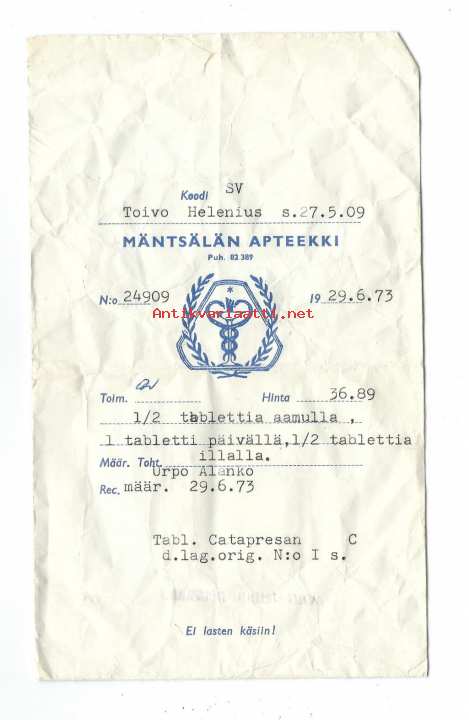 Koodi SV
Toivo Helenius s.27.5.09
MÄNTSÄLÄN APTEEKKI
Puh. 82 389
N:o 24909 19 29.6.73
Antikvariaatti.net
Toim. Hinta 36.89
1/2 tablettia aamulla ,
1 tabletti päivällä,1/2 tablettia
illalla.
Määr. Toht.
Urpo Alanko
Rec. määr. 29.6.73
Tabl. Catapresan C
d.lag.orig. N:o I s.
Ei lasten käsiin!